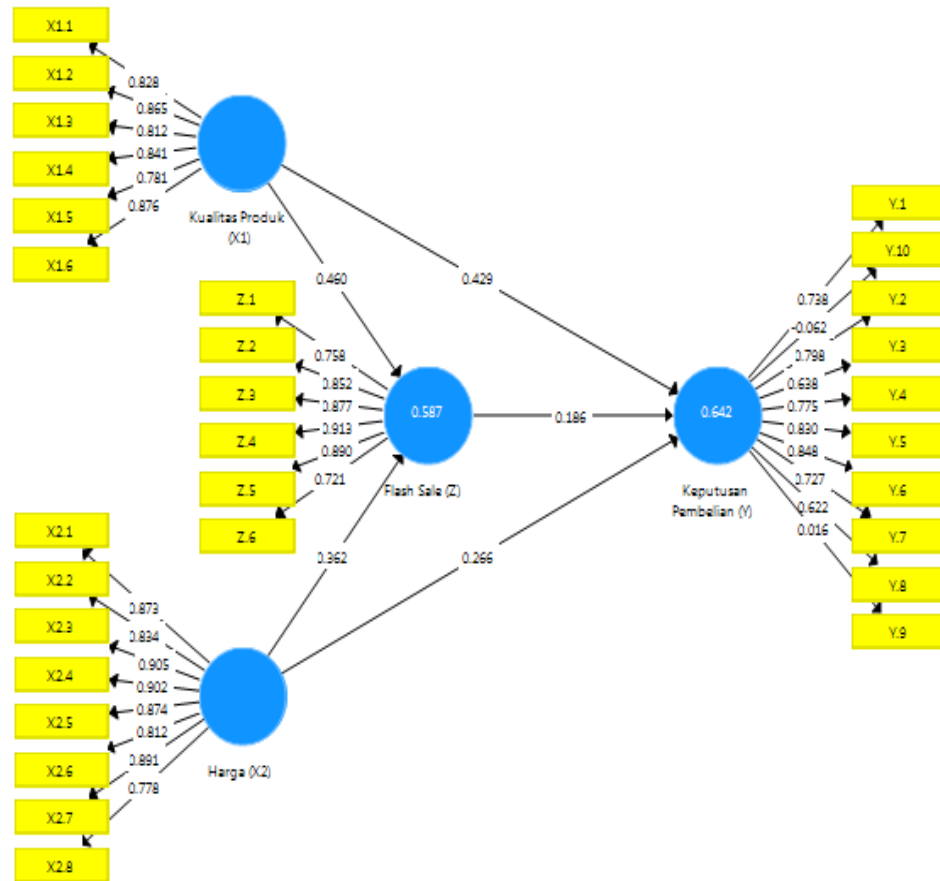 X1.1
X1.2
X1.3
X1.4
X1.5
X1.6
0.828
0.865
0.812
0.841
0.781
0.876
Kualitas Produk
(X1)
0.460
0.429
Z.1
Z.2
Z.3
Z.4
Z.5
Z.6
0.758
0.852
0.877
0.913
0.890
0.721
0.587
Flash Sale (Z)
0.186
0.362
0.266
X2.1
X2.2
X2.3
X2.4
X2.5
X2.6
X2.7
X2.8
0.873
0.834
0.905
0.902
0.874
0.812
0.891
0.778
Harga (X2)
0.642
Keputusan
Pembelian (Y)
0.738
-0.062
0.798
0.638
0.775
0.830
0.848
0.727
0.622
0.016
Y.1
Y.10
Y.2
Y.3
Y.4
Y.5
Y.6
Y.7
Y.8
Y.9